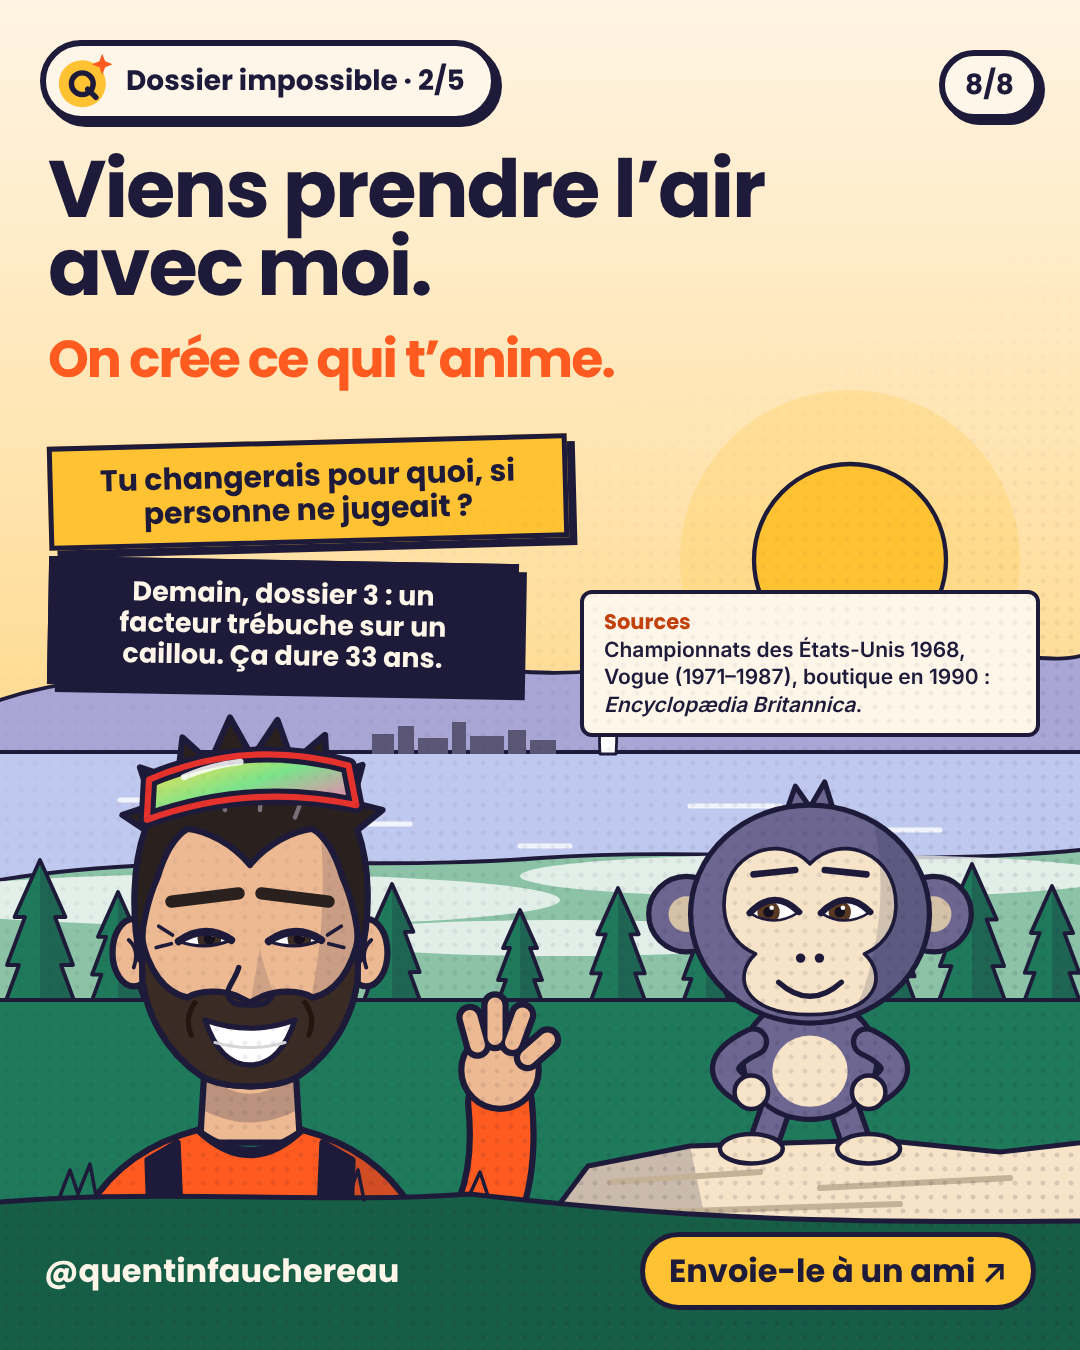 Q
Dossier impossible · 2/5
8/8
Viens prendre l’air
avec moi.
On crée ce qui t’anime.
Tu changerais pour quoi, si
personne ne jugeait ?
Demain, dossier 3 : un
facteur trébuche sur un
caillou. Ça dure 33 ans.
Sources
Championnats des États-Unis 1968,
Vogue (1971–1987), boutique en 1990 :
Encyclopædia Britannica.
@quentinfauchereau
Envoie-le à un ami ↗